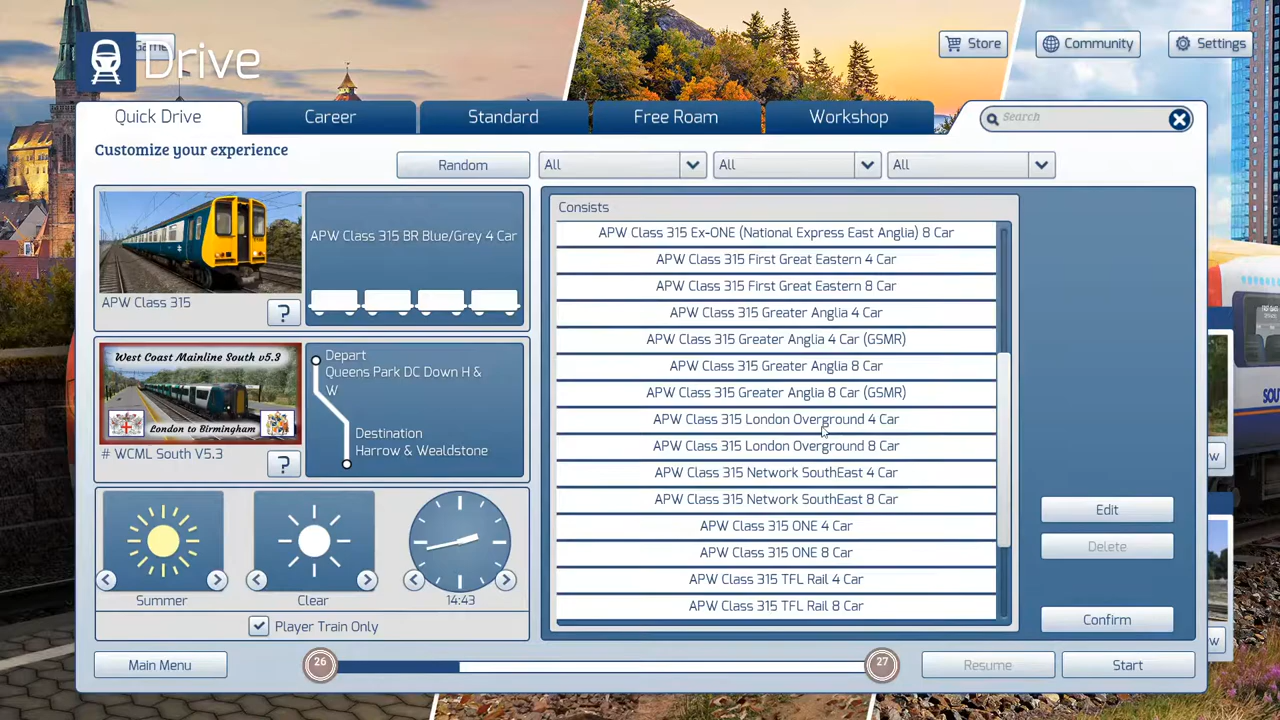 Game
Drive
Store
Community
Settings
Quick Drive
Career
Standard
Free Roam
Workshop
Search
Customize your experience
Random
All
All
All
APW Class 315 BR Blue/Grey 4 Car
APW Class 315
?
West Coast Mainline South v5.3
London to Birmingham
# WCML South V5.3
?
Depart
Queens Park DC Down H &
W
Destination
Harrow & Wealdstone
Summer
Clear
14:43
Player Train Only
Consists
APW Class 315 Ex-ONE (National Express East Anglia) 8 Car
APW Class 315 First Great Eastern 4 Car
APW Class 315 First Great Eastern 8 Car
APW Class 315 Greater Anglia 4 Car
APW Class 315 Greater Anglia 4 Car (GSMR)
APW Class 315 Greater Anglia 8 Car
APW Class 315 Greater Anglia 8 Car (GSMR)
APW Class 315 London Overground 4 Car
APW Class 315 London Overground 8 Car
APW Class 315 Network SouthEast 4 Car
APW Class 315 Network SouthEast 8 Car
APW Class 315 ONE 4 Car
APW Class 315 ONE 8 Car
APW Class 315 TFL Rail 4 Car
APW Class 315 TFL Rail 8 Car
Edit
Delete
Confirm
Main Menu
26
27
Resume
Start